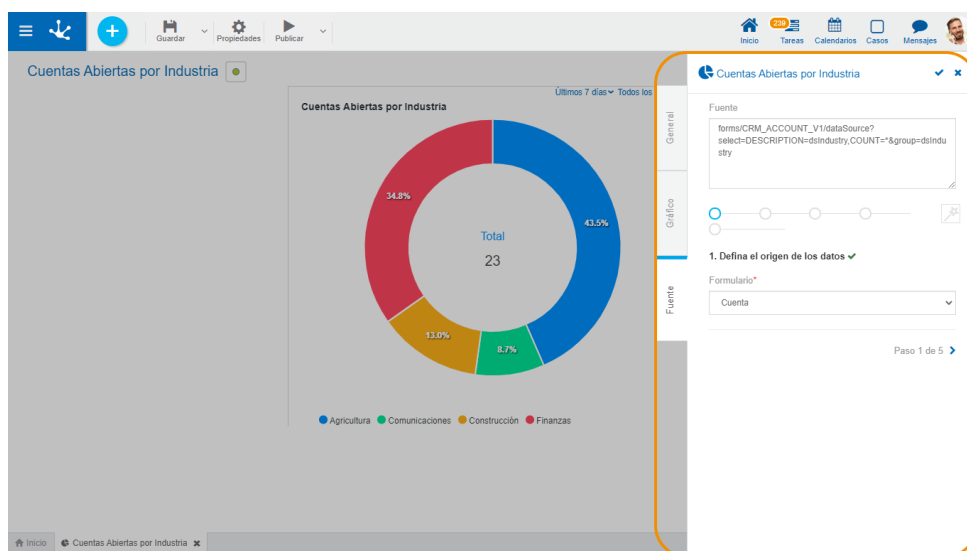 Guardar
Propiedades
Publicar
Inicio
239
Tareas
Calendarios
Casos
Mensajes
Cuentas Abiertas por Industria
Últimos 7 días Todos los
Cuentas Abiertas por Industria
34.8%
43.5%
Total
23
13.0%
8.7%
Agricultura Comunicaciones Construcción Finanzas
General
Gráfico
Fuente
Cuentas Abiertas por Industria
Fuente
forms/CRM_ACCOUNT_V1/dataSource?
select=DESCRIPTION=dsIndustry,COUNT=*&group=dsIndu
stry
1. Defina el origen de los datos
Formulario*
Cuenta
Paso 1 de 5
Inicio
Cuentas Abiertas por Industria